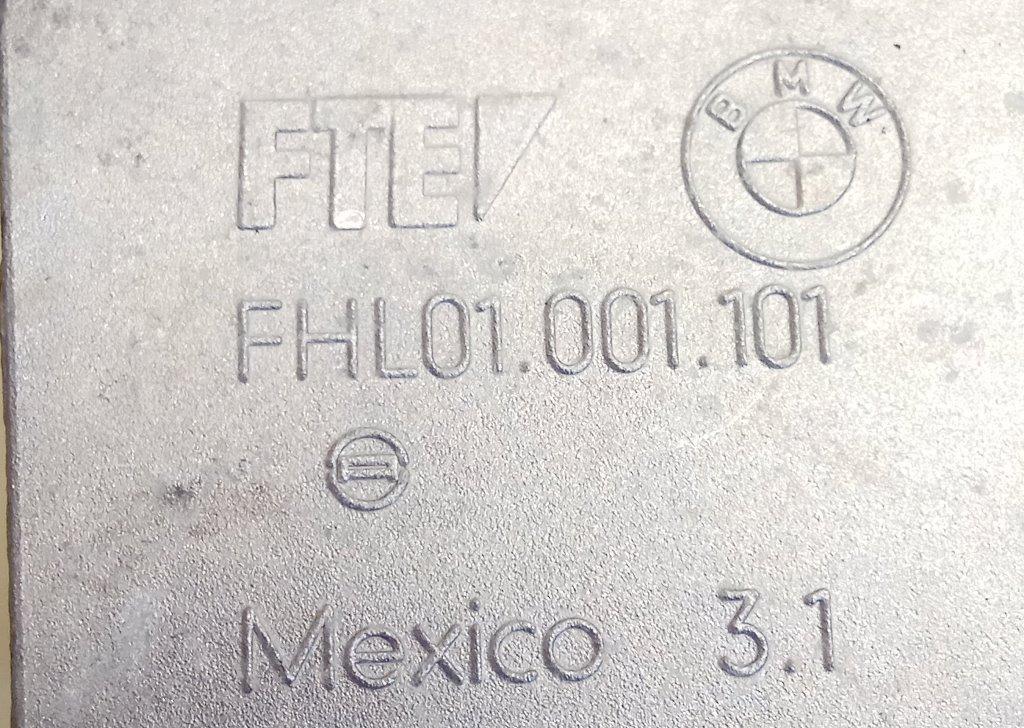 FTE BMW
FHL01.001.101
Mexico 3.1